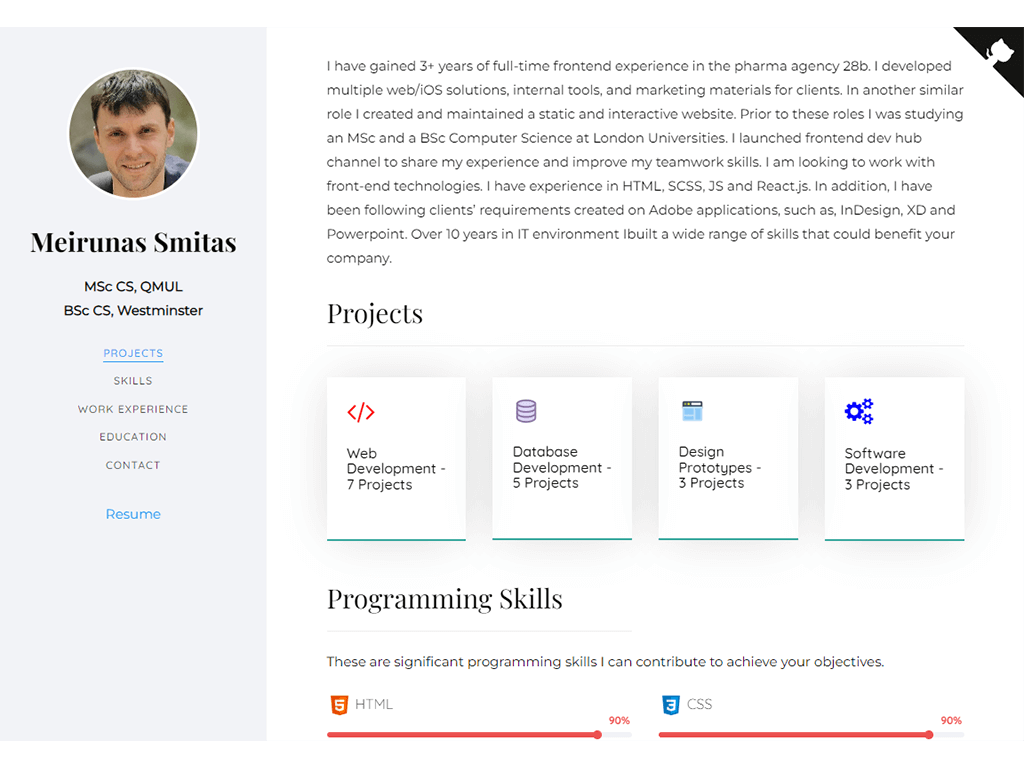 Meirunas Smitas
MSc CS, QMUL
BSc CS, Westminster
PROJECTS
SKILLS
WORK EXPERIENCE
EDUCATION
CONTACT
Resume
I have gained 3+ years of full-time frontend experience in the pharma agency 28b. I developed
multiple web/iOS solutions, internal tools, and marketing materials for clients. In another similar
role I created and maintained a static and interactive website. Prior to these roles I was studying
an MSc and a BSc Computer Science at London Universities. I launched frontend dev hub
channel to share my experience and improve my teamwork skills. I am looking to work with
front-end technologies. I have experience in HTML, SCSS, JS and React.js. In addition, I have
been following clients’ requirements created on Adobe applications, such as, InDesign, XD and
Powerpoint. Over 10 years in IT environment Ibuilt a wide range of skills that could benefit your
company.
Projects
Web
Development -
7 Projects
Database
Development -
5 Projects
Design
Prototypes -
3 Projects
Software
Development -
3 Projects
Programming Skills
These are significant programming skills I can contribute to achieve your objectives.
HTML
90%
CSS
90%